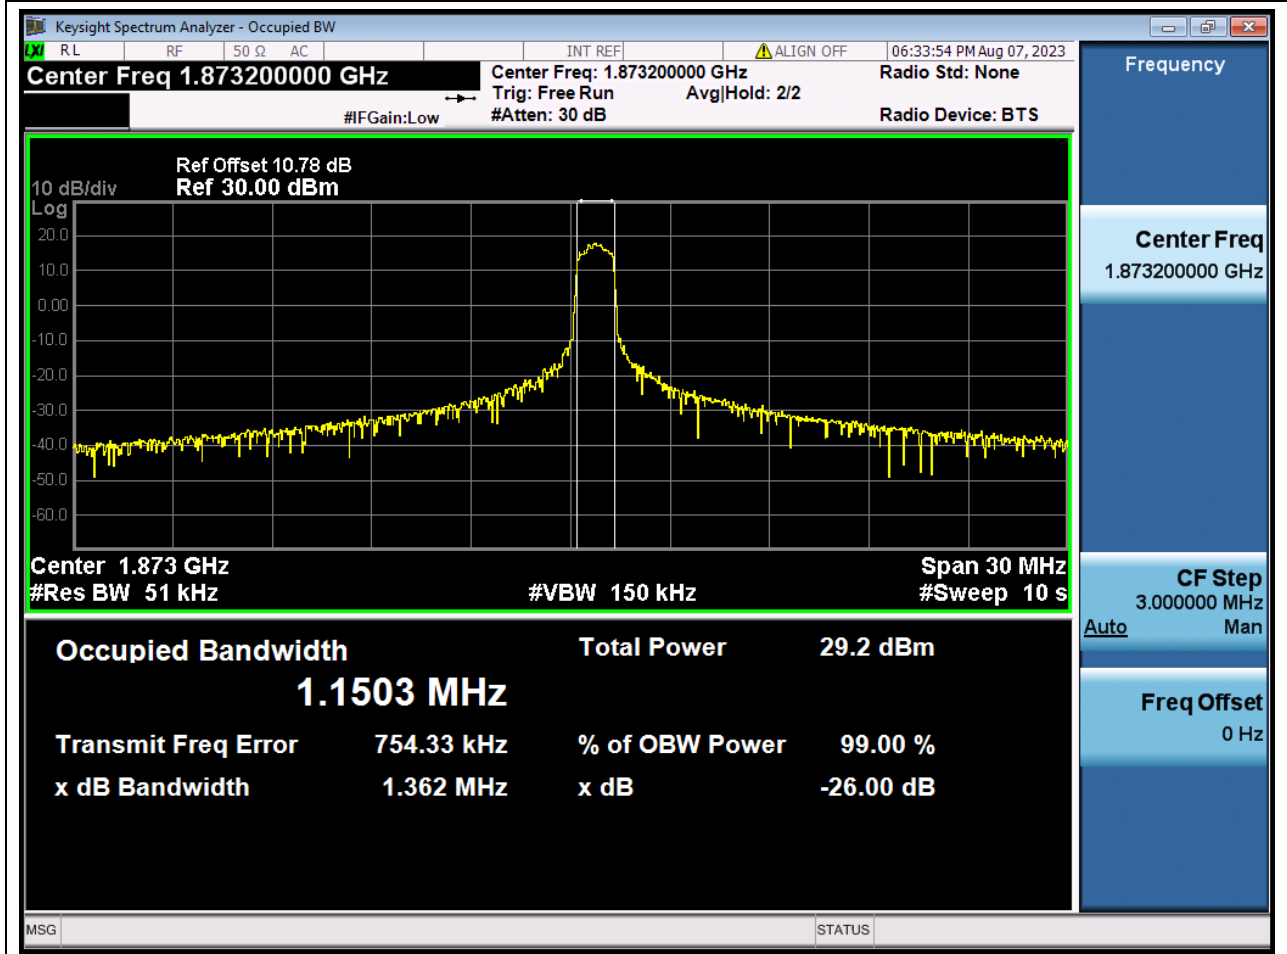 Keysight Spectrum Analyzer - Occupied BW
LXI RL RF 50 Ω AC INT REF ALIGN OFF 06:33:54 PM Aug 07, 2023
Center Freq 1.873200000 GHz
Center Freq: 1.873200000 GHz
Radio Std: None
Trig: Free Run Avg|Hold: 2/2
#IFGain:Low
#Atten: 30 dB
Radio Device: BTS
Ref Offset 10.78 dB
10 dB/div Ref 30.00 dBm
Log
20.0
10.0
0.00
-10.0
-20.0
-30.0
-40.0
-50.0
-60.0
Center 1.873 GHz Span 30 MHz
#Res BW 51 kHz #VBW 150 kHz #Sweep 10 s
Occupied Bandwidth Total Power 29.2 dBm
1.1503 MHz
Transmit Freq Error 754.33 kHz % of OBW Power 99.00 %
x dB Bandwidth 1.362 MHz x dB -26.00 dB
MSG STATUS
Frequency
Center Freq
1.873200000 GHz
CF Step
3.000000 MHz
Auto Man
Freq Offset
0 Hz